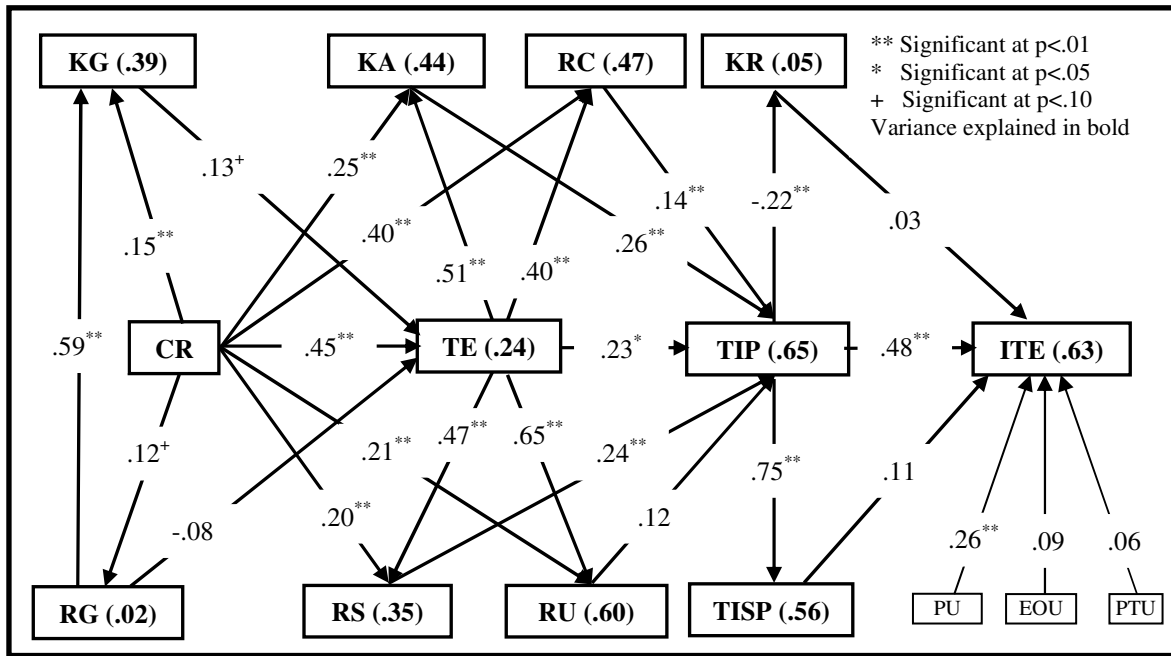 KG (.39)
KA (.44)
RC (.47)
KR (.05)
** Significant at p<.01
* Significant at p<.05
+ Significant at p<.10
Variance explained in bold
.13+
.25**
.14**
-.22**
.40**
.26**
.03
.15**
.51**
.40**
.59**
CR
.45**
TE (.24)
.23*
TIP (.65)
.48**
ITE (.63)
.12+
.21**
.47**
.65**
.24**
.75**
.11
-.08
.20**
.12
.26**
.09
.06
RG (.02)
RS (.35)
RU (.60)
TISP (.56)
PU
EOU
PTU